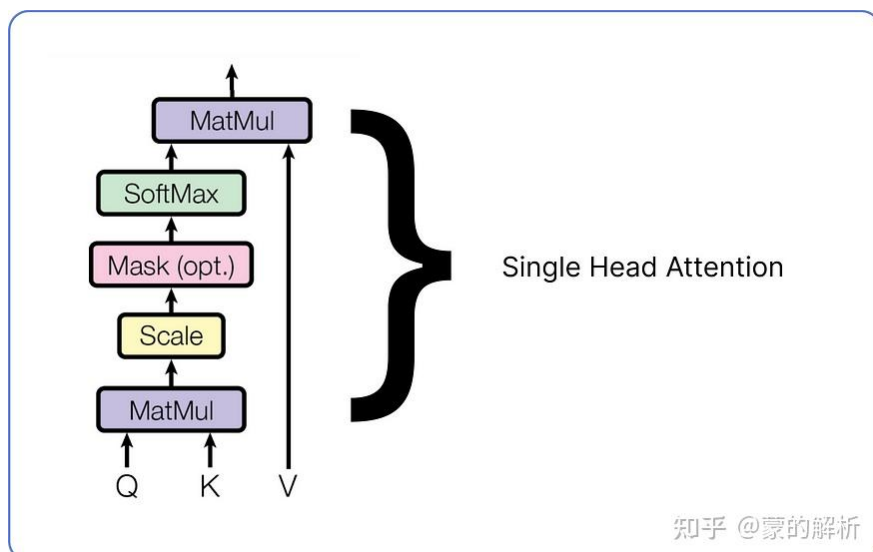 MatMul
SoftMax
Mask (opt.)
Scale
MatMul
Q K V
Single Head Attention
知乎 @蒙的解析